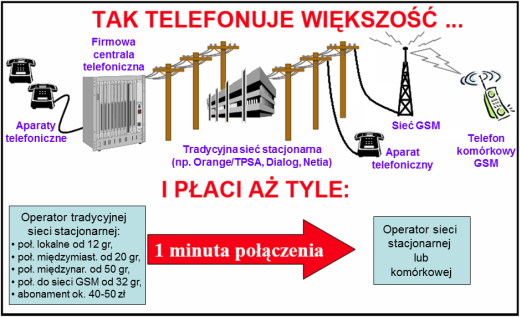 TAK TELEFONUJE WIĘKSZOŚĆ ...
Firmowa
centrala
telefoniczna
Aparaty
telefoniczne
Tradycyjna sieć stacjonarna
(np. Orange/TPSA, Dialog, Netia)
Sieć GSM
Aparat
telefoniczny
Telefon
komórkowy
GSM
I PŁACI AŻ TYLE:
Operator tradycyjnej
sieci stacjonarnej:
• poł. lokalne od 12 gr,
• poł. międzymiast. od 20 gr,
• poł. międzynar. od 50 gr,
• poł. do sieci GSM od 32 gr,
• abonament ok. 40-50 zł
1 minuta połączenia
Operator sieci
stacjonarnej
lub
komórkowej